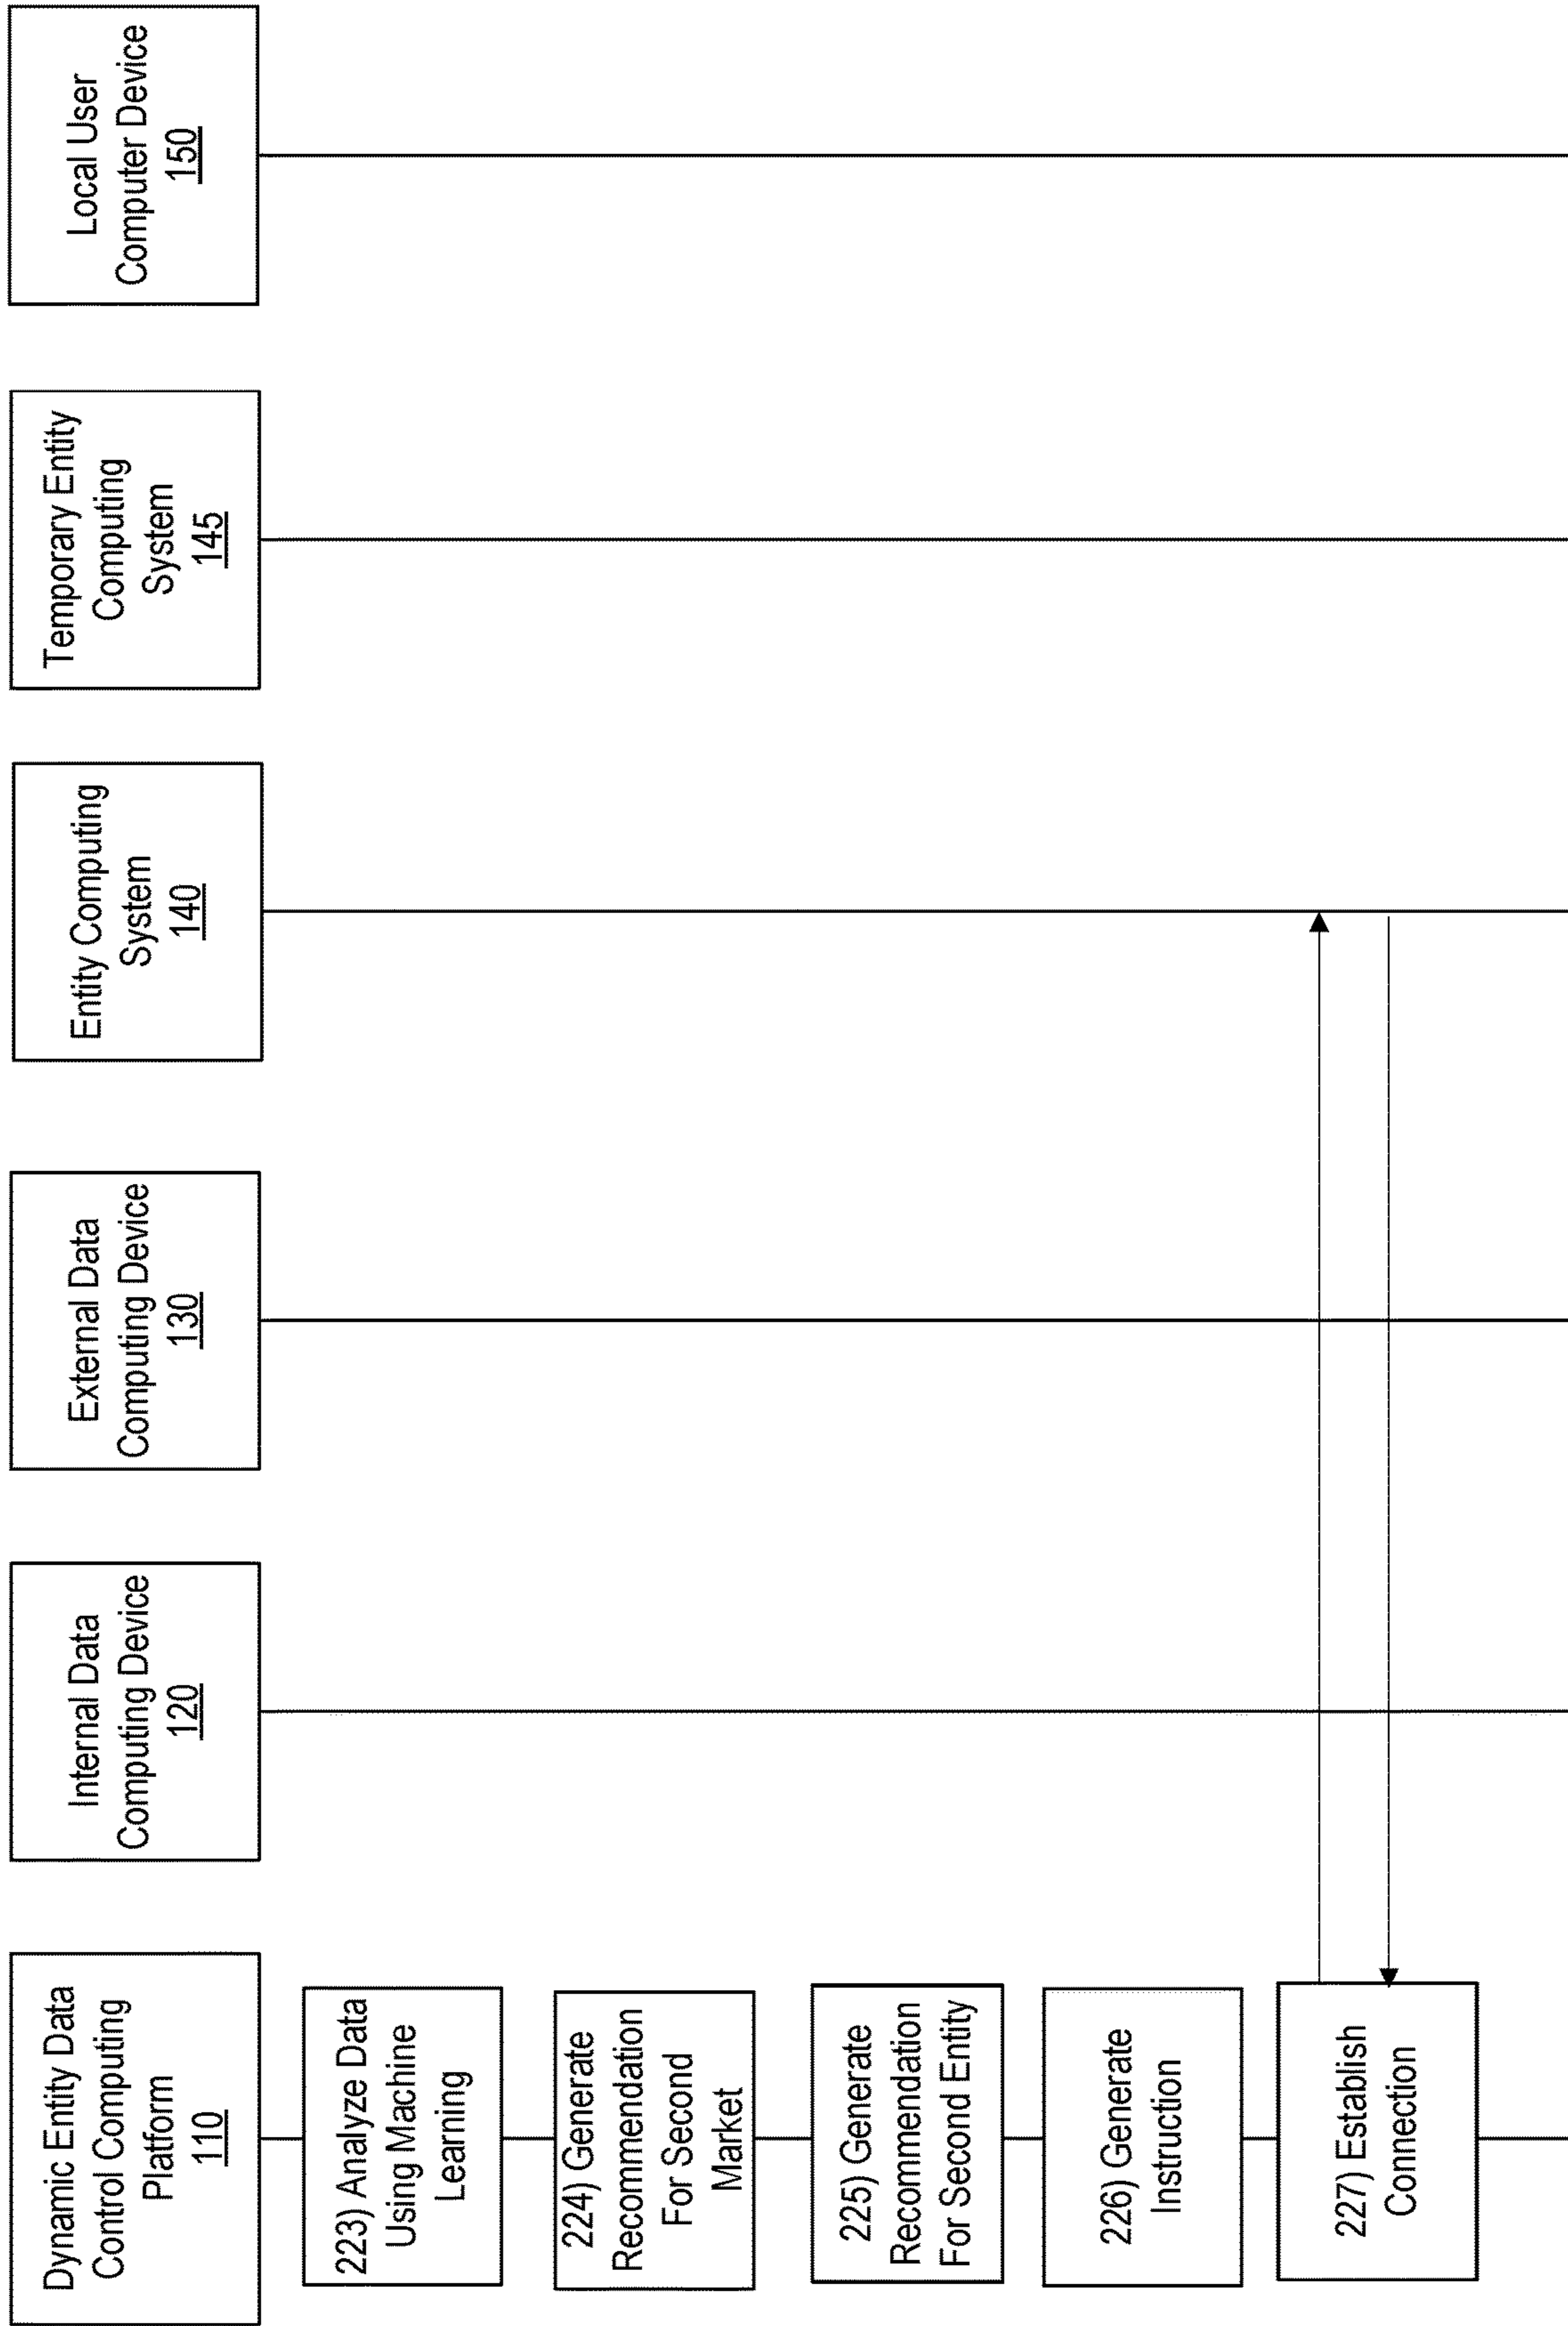 Dynamic Entity Data
Control Computing
Platform
110
Internal Data
Computing Device
120
External Data
Computing Device
130
Entity Computing
System
140
Temporary Entity
Computing
System
145
Local User
Computer Device
150
223) Analyze Data
Using Machine
Learning
224) Generate
Recommendation
For Second
Market
225) Generate
Recommendation
For Second Entity
226) Generate
Instruction
227) Establish
Connection